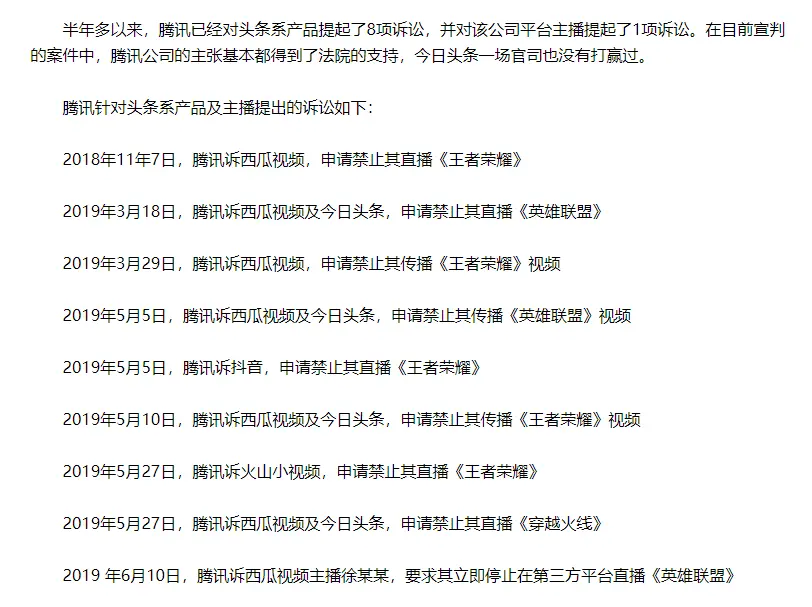 半年多以来，腾讯已经对头条系产品提起了8项诉讼，并对该公司平台主播提起了1项诉讼。在目前宣判
的案件中，腾讯公司的主张基本都得到了法院的支持，今日头条一场官司也没有打赢过。
腾讯针对头条系产品及主播提出的诉讼如下：
2018年11年7日，腾讯诉西瓜视频，申请禁止其直播《王者荣耀》
2019年3月18日，腾讯诉西瓜视频及今日头条，申请禁止其直播《英雄联盟》
2019年3月29日，腾讯诉西瓜视频，申请禁止其传播《王者荣耀》视频
2019年5月5日，腾讯诉西瓜视频及今日头条，申请禁止其传播《英雄联盟》视频
2019年5月5日，腾讯诉抖音，申请禁止其直播《王者荣耀》
2019年5月10日，腾讯诉西瓜视频及今日头条，申请禁止其传播《王者荣耀》视频
2019年5月27日，腾讯诉火山小视频，申请禁止其直播《王者荣耀》
2019年5月27日，腾讯诉西瓜视频及今日头条，申请禁止其直播《穿越火线》
2019 年6月10日，腾讯诉西瓜视频主播徐某某，要求其立即停止在第三方平台直播《英雄联盟》